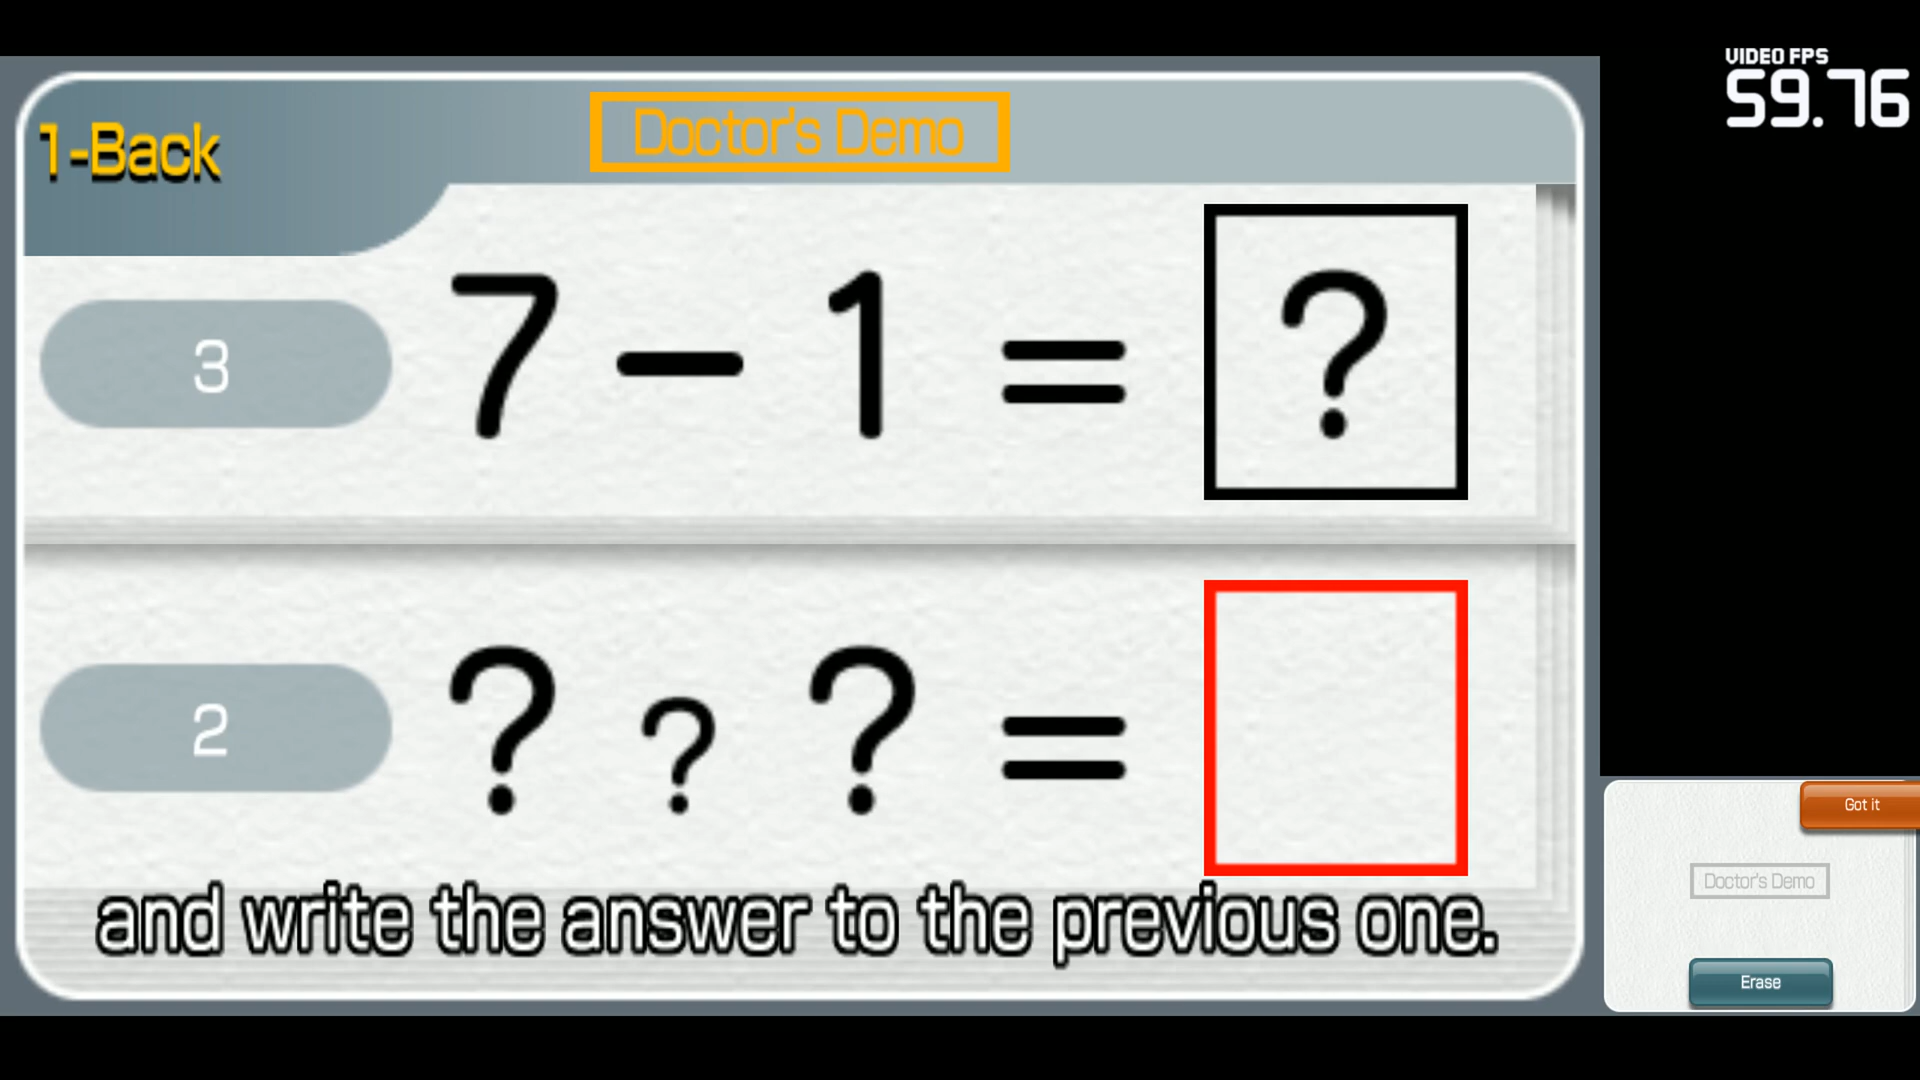 VIDEO FPS
59.76
1-Back
Doctor's Demo
3
7 − 1 = ?
2
? ? ? =
and write the answer to the previous one.
Got it
Doctor's Demo
Erase